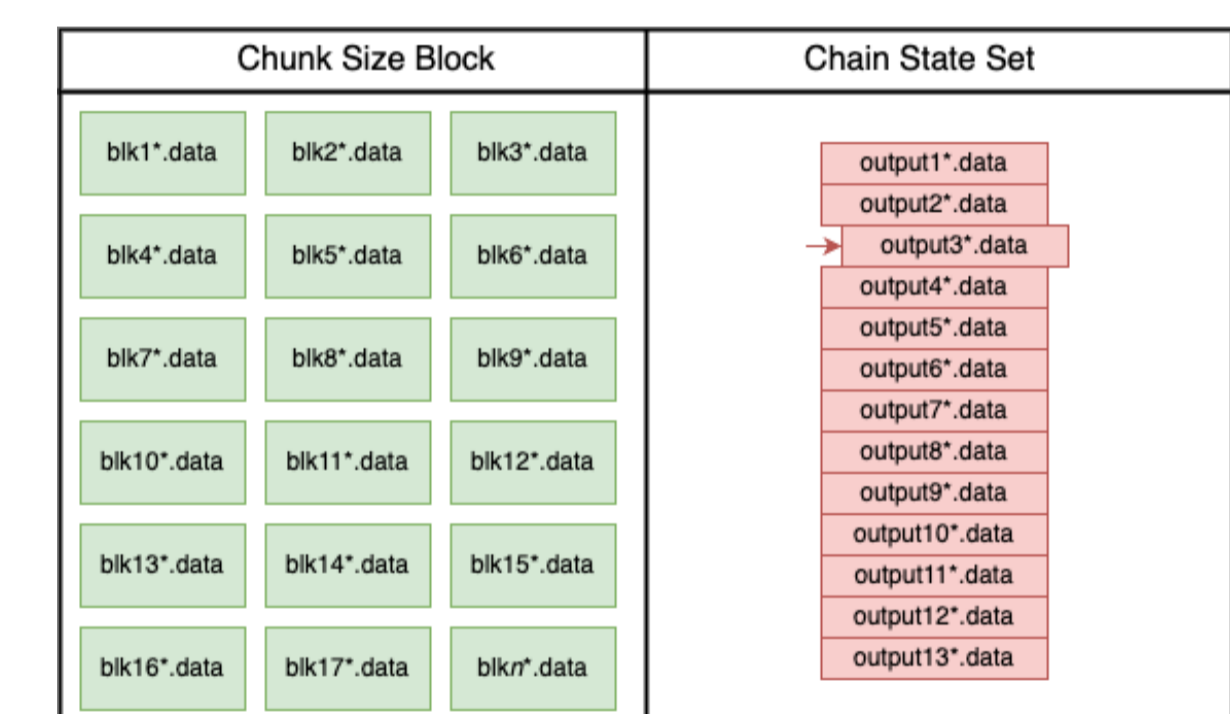 Chunk Size Block
Chain State Set
blk1*.data
blk2*.data
blk3*.data
blk4*.data
blk5*.data
blk6*.data
blk7*.data
blk8*.data
blk9*.data
blk10*.data
blk11*.data
blk12*.data
blk13*.data
blk14*.data
blk15*.data
blk16*.data
blk17*.data
blkn*.data
output1*.data
output2*.data
output3*.data
output4*.data
output5*.data
output6*.data
output7*.data
output8*.data
output9*.data
output10*.data
output11*.data
output12*.data
output13*.data